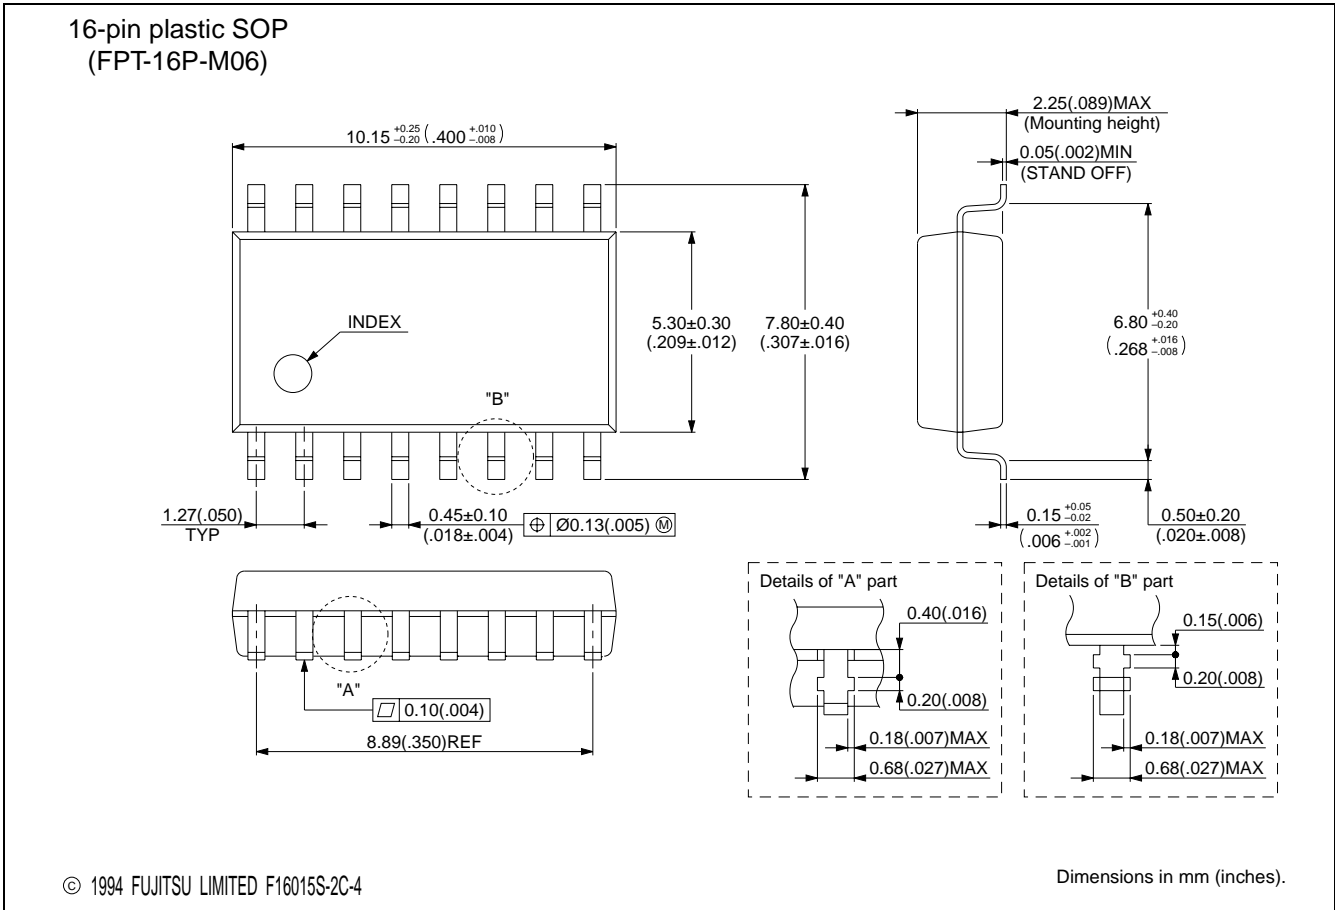 16-pin plastic SOP
(FPT-16P-M06)
10.15 +0.25 −0.20 (.400 +.010 −.008)
2.25(.089)MAX
(Mounting height)
0.05(.002)MIN
(STAND OFF)
INDEX
5.30±0.30
(.209±.012)
7.80±0.40
(.307±.016)
6.80 +0.40 −0.20
(.268 +.016 −.008)
"B"
1.27(.050)
TYP
0.45±0.10
(.018±.004)
⌖ Ø0.13(.005) Ⓜ
0.15 +0.05 −0.02
(.006 +.002 −.001)
0.50±0.20
(.020±.008)
"A"
⏥ 0.10(.004)
8.89(.350)REF
Details of "A" part
0.40(.016)
0.20(.008)
0.18(.007)MAX
0.68(.027)MAX
Details of "B" part
0.15(.006)
0.20(.008)
0.18(.007)MAX
0.68(.027)MAX
© 1994 FUJITSU LIMITED F16015S-2C-4
Dimensions in mm (inches).